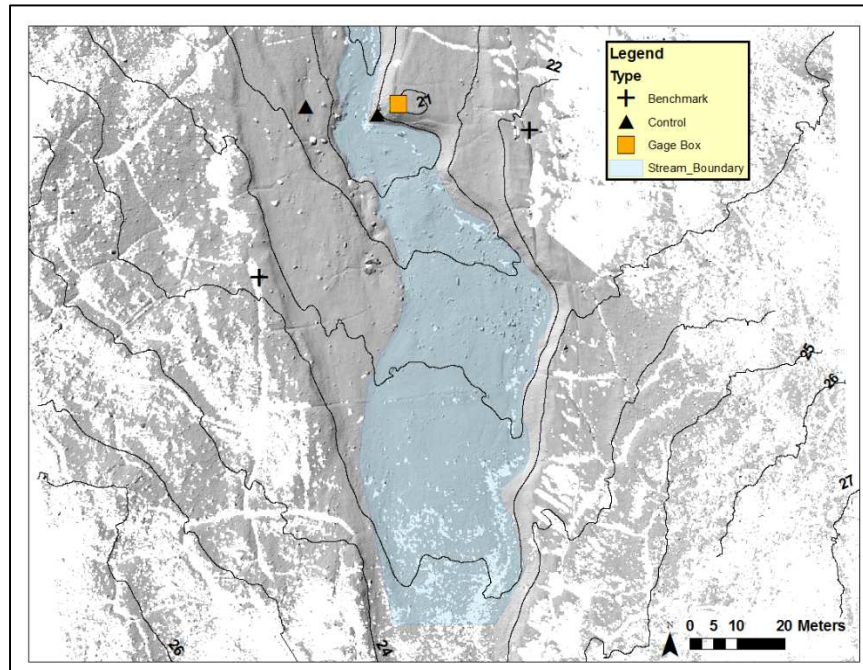 Legend
Type
Benchmark
Control
Gage Box
Stream_Boundary
22
21
25
26
27
26
24
N
0 5 10 20 Meters